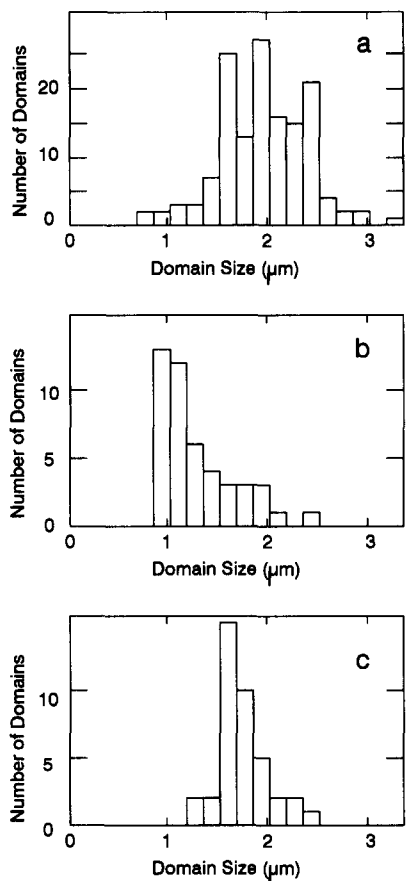 a
Number of Domains
20
10
0
0 1 2 3
Domain Size (μm)
b
Number of Domains
10
5
0
0 1 2 3
Domain Size (μm)
c
Number of Domains
10
5
0
0 1 2 3
Domain Size (μm)